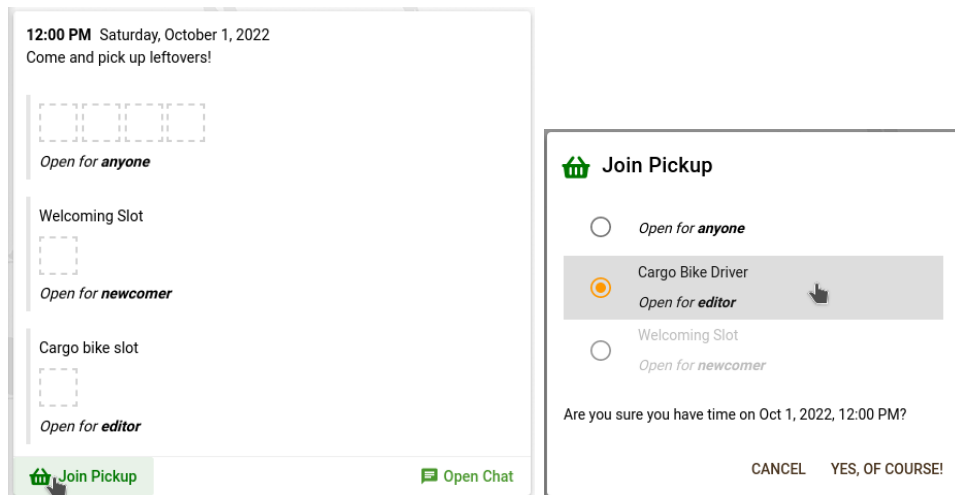 12:00 PM Saturday, October 1, 2022
Come and pick up leftovers!
Open for anyone
Welcoming Slot
Open for newcomer
Cargo bike slot
Open for editor
Join Pickup
Open Chat
Join Pickup
Open for anyone
Cargo Bike Driver
Open for editor
Welcoming Slot
Open for newcomer
Are you sure you have time on Oct 1, 2022, 12:00 PM?
CANCEL YES, OF COURSE!